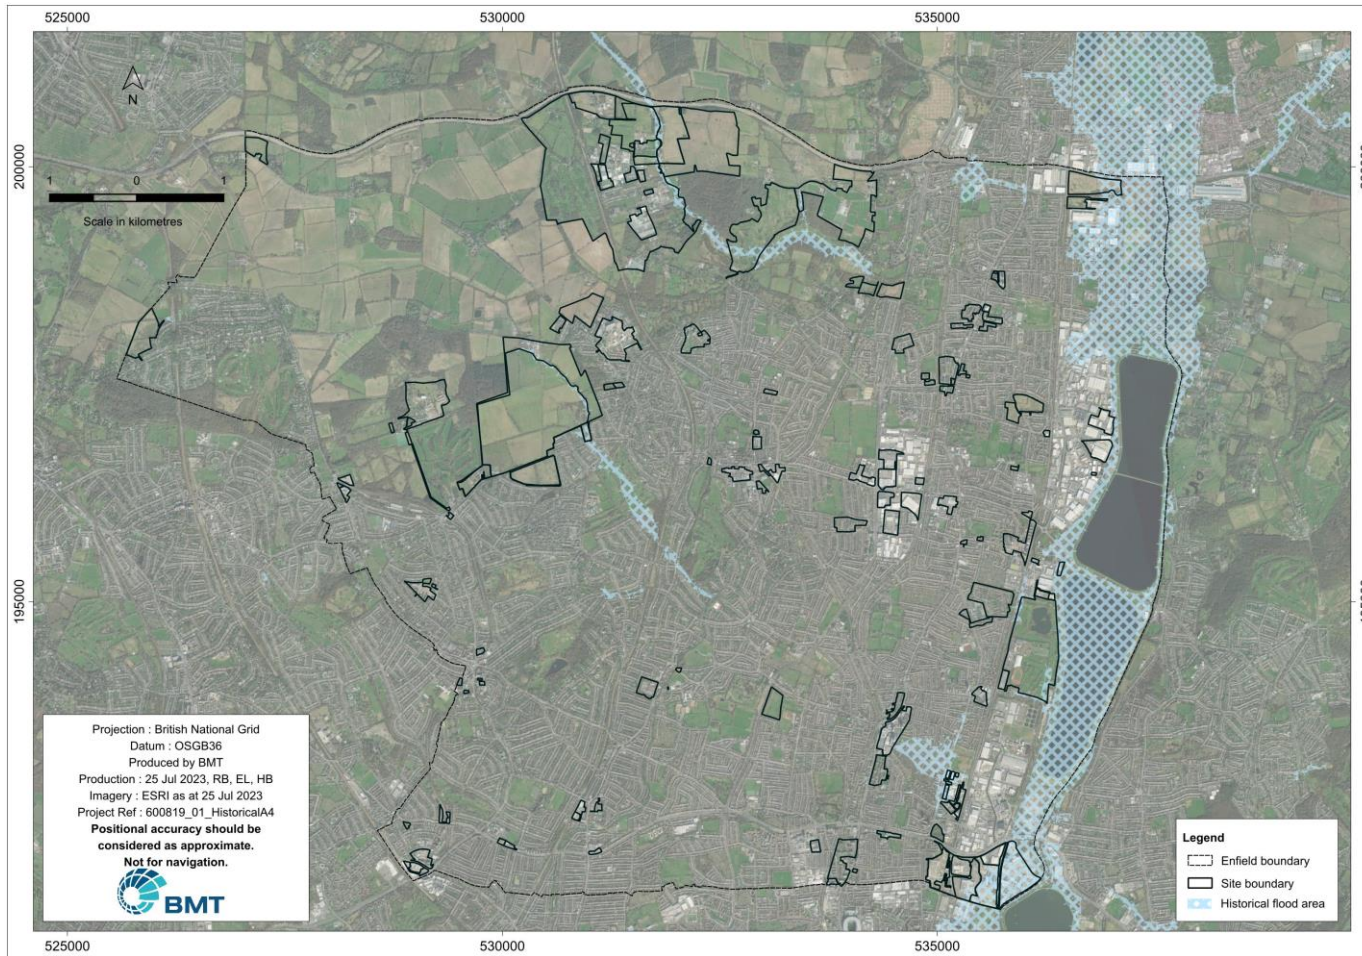 525000
530000
535000
N
200000
1 0 1
Scale in kilometres
195000
Projection : British National Grid
Datum : OSGB36
Produced by BMT
Production : 25 Jul 2023, RB, EL, HB
Imagery : ESRI as at 25 Jul 2023
Project Ref : 600819_01_HistoricalA4
Positional accuracy should be
considered as approximate.
Not for navigation.
BMT
Legend
Enfield boundary
Site boundary
Historical flood area
525000
530000
535000